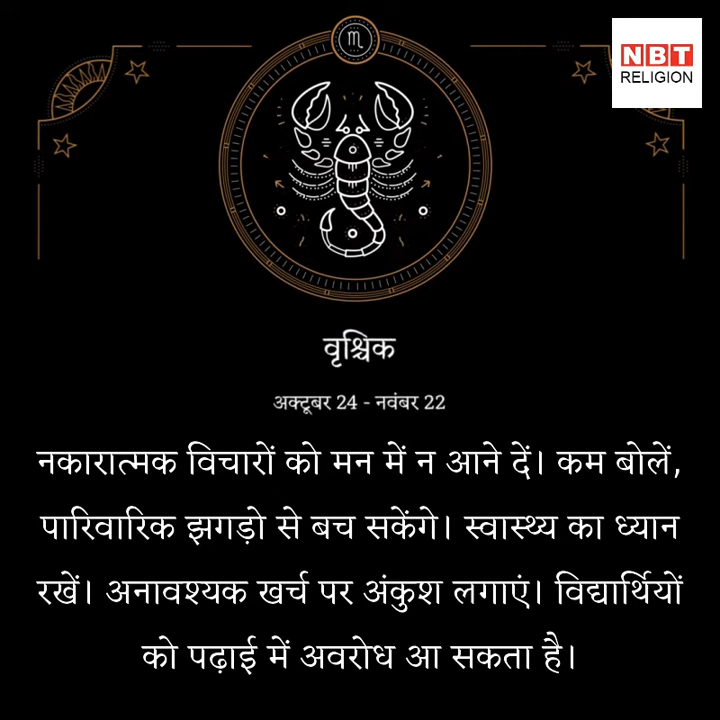 NBT
RELIGION
♏
वृश्चिक
अक्टूबर 24 - नवंबर 22
नकारात्मक विचारों को मन में न आने दें। कम बोलें,
पारिवारिक झगड़ो से बच सकेंगे। स्वास्थ्य का ध्यान
रखें। अनावश्यक खर्च पर अंकुश लगाएं। विद्यार्थियों
को पढ़ाई में अवरोध आ सकता है।